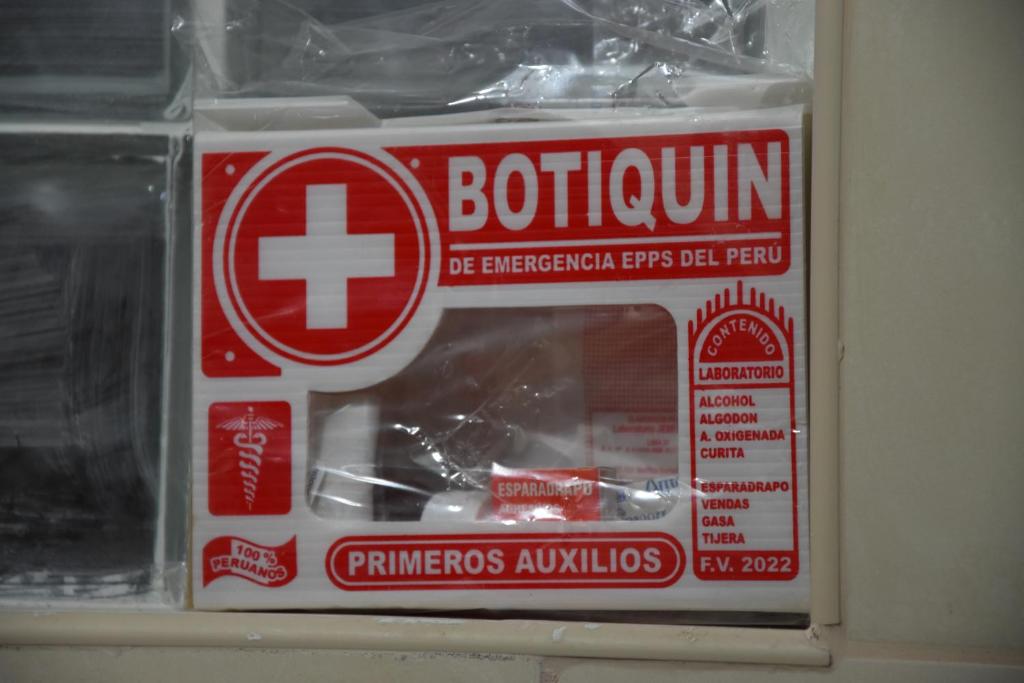 BOTIQUIN
DE EMERGENCIA EPPS DEL PERÚ
CONTENIDO
LABORATORIO
ALCOHOL
ALGODON
A. OXIGENADA
CURITA
ESPARADRAPO
VENDAS
GASA
TIJERA
F.V. 2022
ESPARADRAPO
100%
PERUANOS
PRIMEROS AUXILIOS